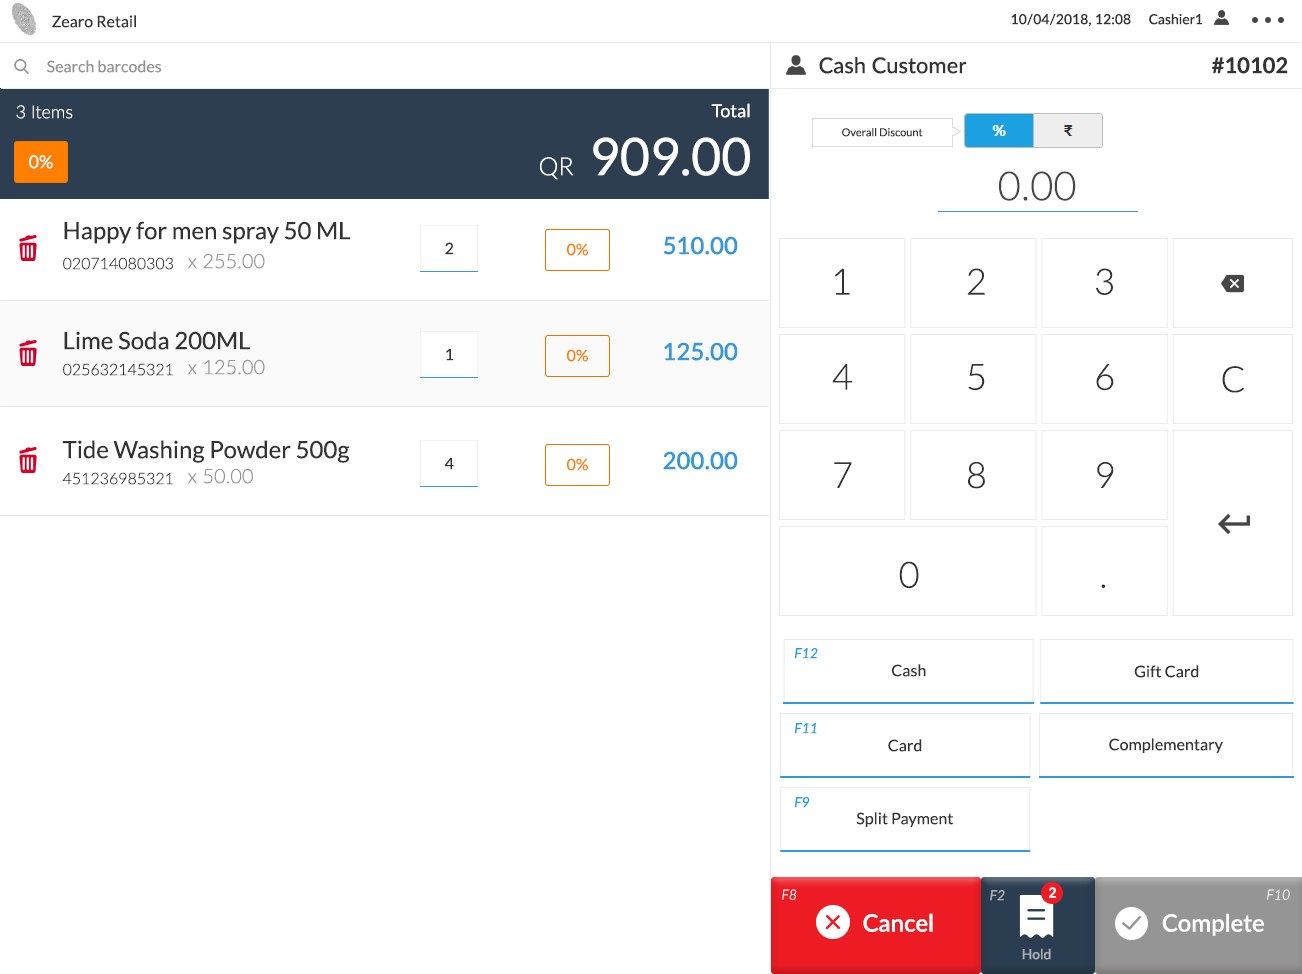 Zearo Retail
10/04/2018, 12:08 Cashier1
Search barcodes
Cash Customer #10102
3 Items Total
0% QR 909.00
Overall Discount % ₹
0.00
Happy for men spray 50 ML
020714080303 x 255.00
2 0% 510.00
Lime Soda 200ML
025632145321 x 125.00
1 0% 125.00
Tide Washing Powder 500g
451236985321 x 50.00
4 0% 200.00
1 2 3
4 5 6 C
7 8 9
0 .
F12 Cash
Gift Card
F11 Card
Complementary
F9 Split Payment
F8 Cancel
F2 2 Hold
F10 Complete